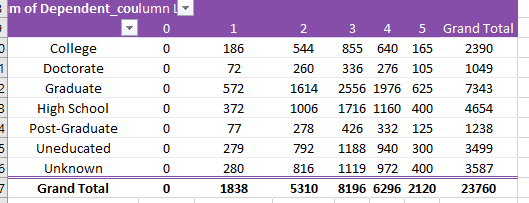 m of Dependent_coulumn L
0 1 2 3 4 5 Grand Total
College 0 186 544 855 640 165 2390
Doctorate 0 72 260 336 276 105 1049
Graduate 0 572 1614 2556 1976 625 7343
High School 0 372 1006 1716 1160 400 4654
Post-Graduate 0 77 278 426 332 125 1238
Uneducated 0 279 792 1188 940 300 3499
Unknown 0 280 816 1119 972 400 3587
Grand Total 0 1838 5310 8196 6296 2120 23760